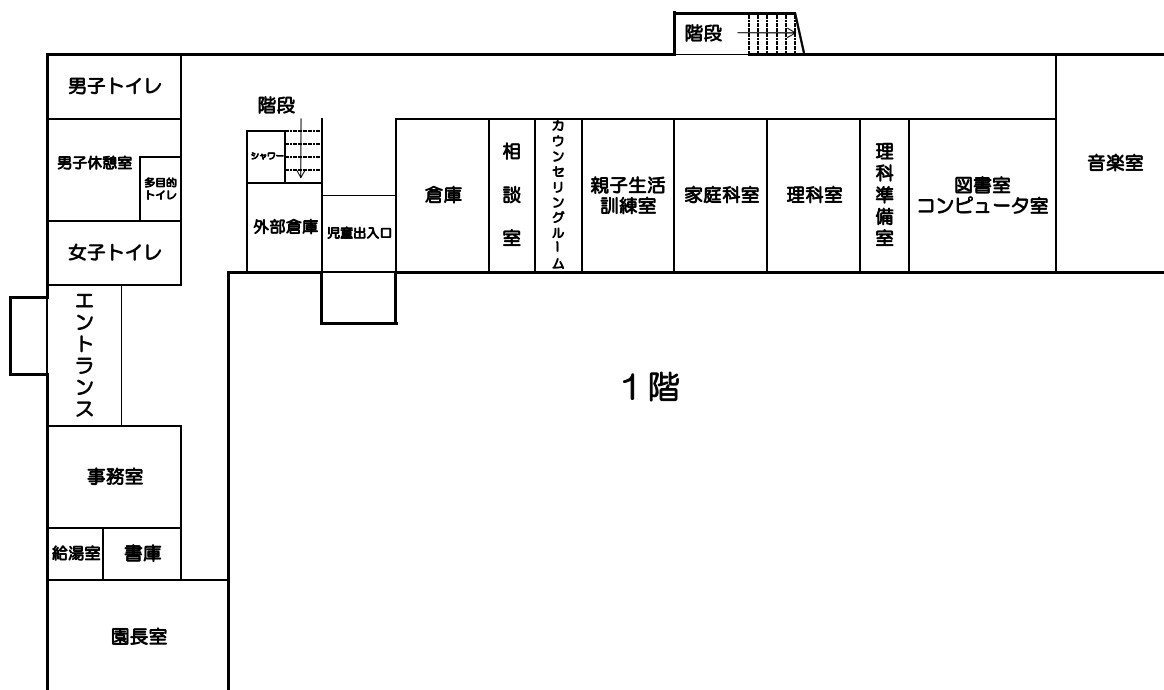 階段
男子トイレ
階段
男子休憩室
多目的
トイレ
シャワー
女子トイレ
外部倉庫
児童出入口
倉庫
相談室
カウンセリングルーム
親子生活
訓練室
家庭科室
理科室
理科準備室
図書室
コンピュータ室
音楽室
エントランス
1階
事務室
給湯室
書庫
園長室